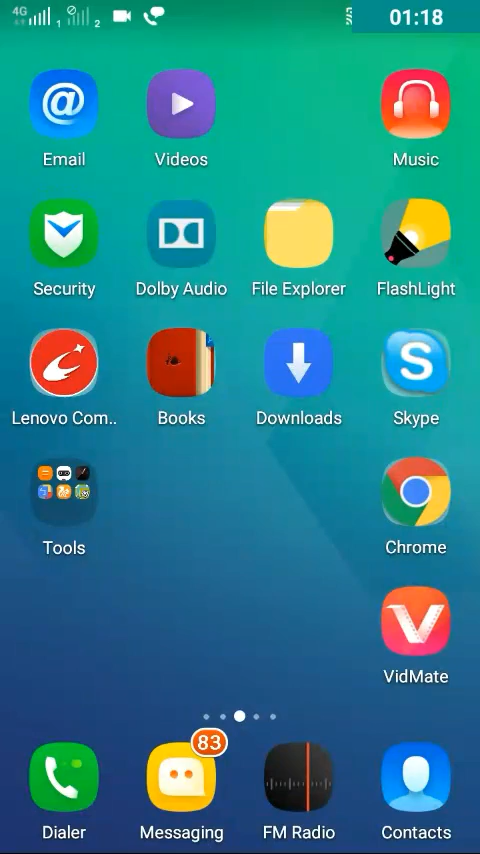 4G 1 2 01:18
Email Videos Music
Security Dolby Audio File Explorer FlashLight
Lenovo Com.. Books Downloads Skype
Tools Chrome
VidMate
83
Dialer Messaging FM Radio Contacts